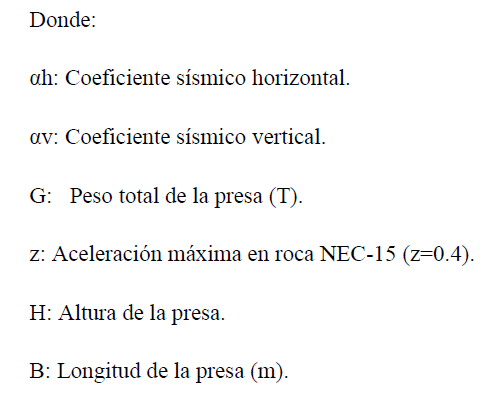 Donde:
αh: Coeficiente sísmico horizontal.
αv: Coeficiente sísmico vertical.
G: Peso total de la presa (T).
z: Aceleración máxima en roca NEC-15 (z=0.4).
H: Altura de la presa.
B: Longitud de la presa (m).